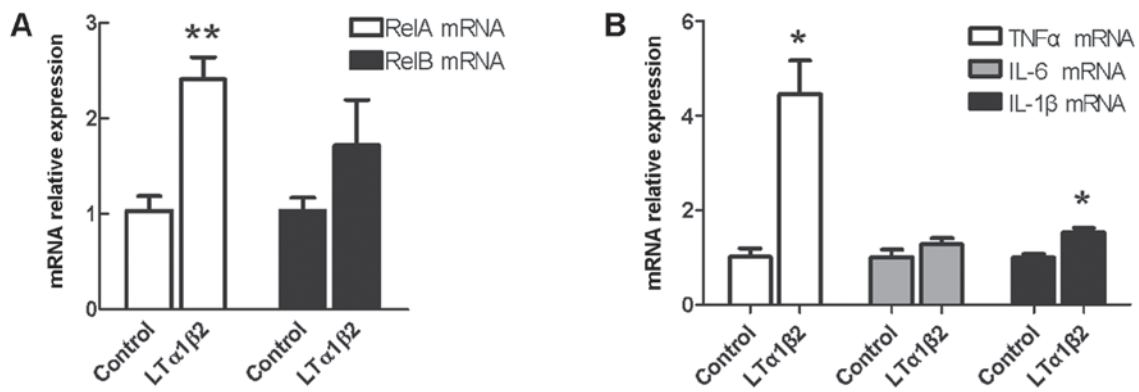 A
mRNA relative expression
3
2
1
0
**
RelA mRNA
RelB mRNA
Control
LTα1β2
Control
LTα1β2
B
mRNA relative expression
6
4
2
0
*
*
TNFα mRNA
IL-6 mRNA
IL-1β mRNA
Control
LTα1β2
Control
LTα1β2
Control
LTα1β2